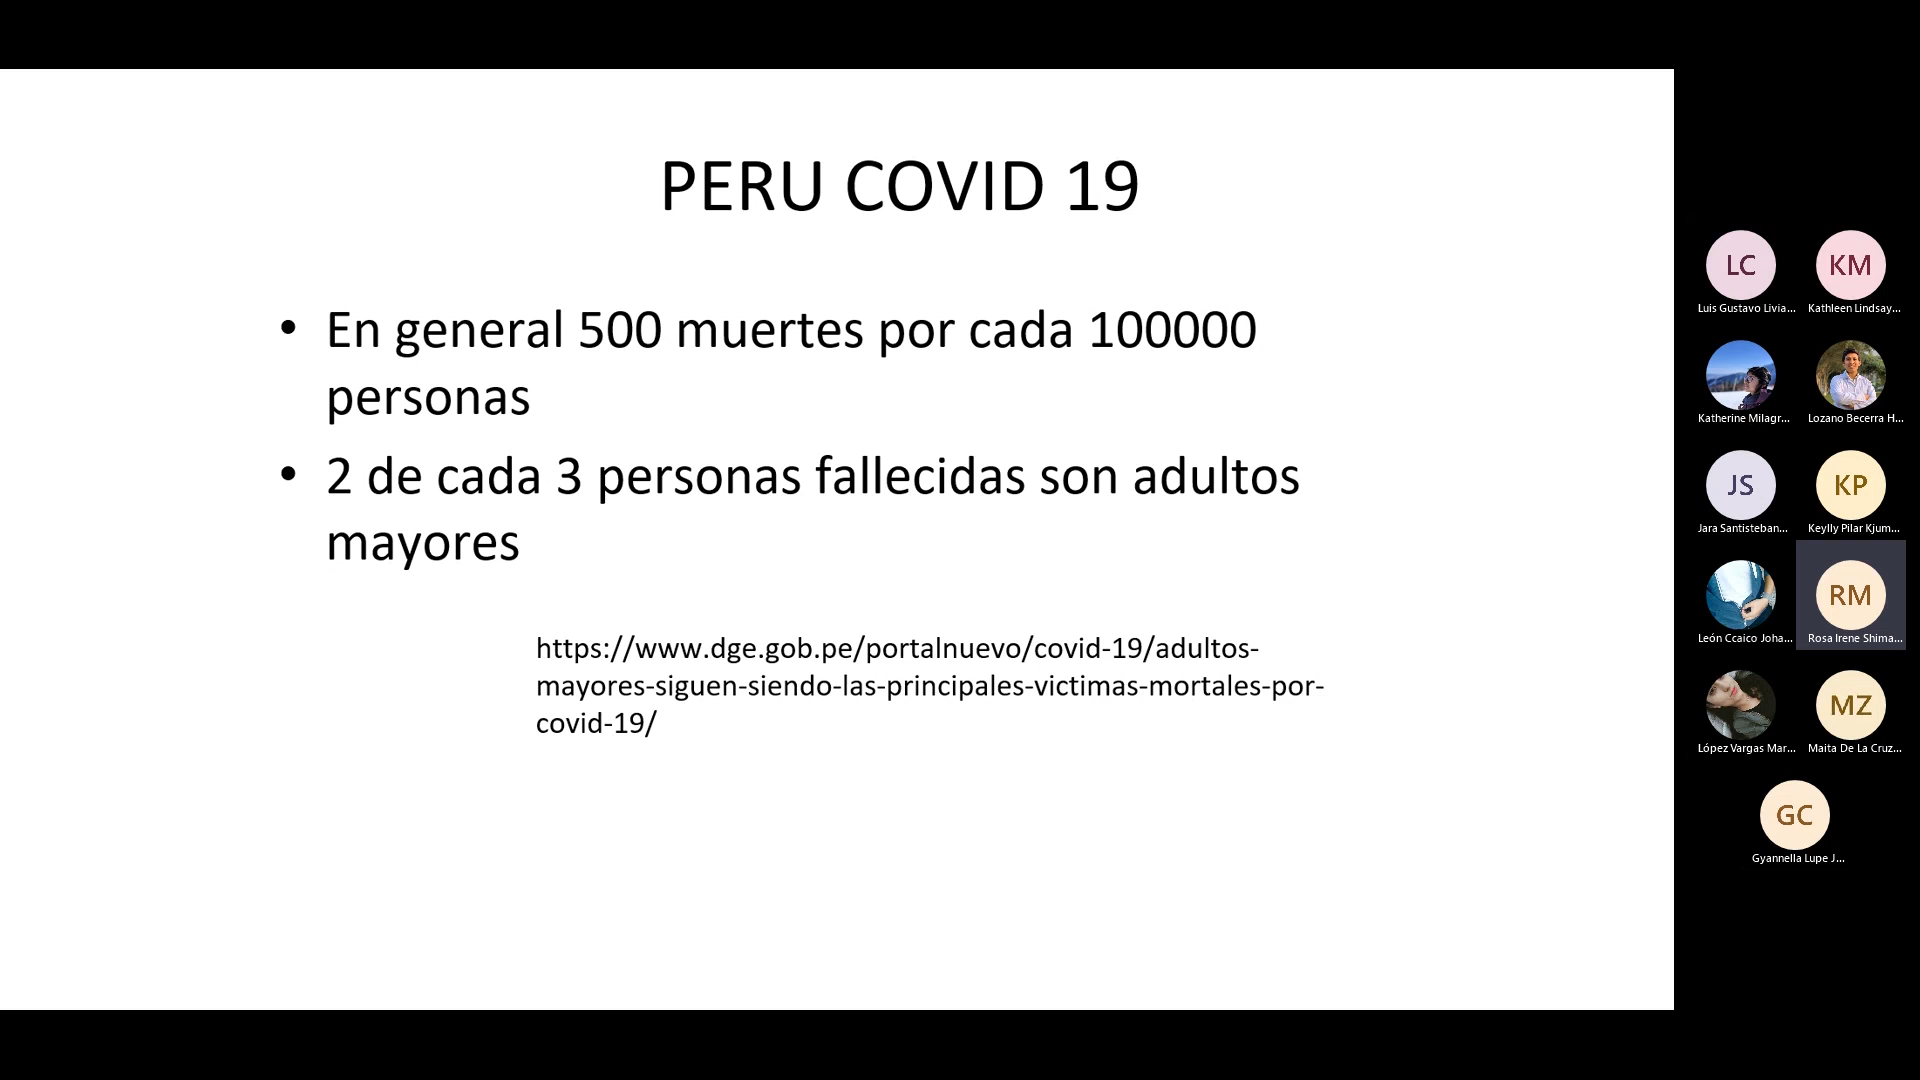 PERU COVID 19
• En general 500 muertes por cada 100000
personas
• 2 de cada 3 personas fallecidas son adultos
mayores
https://www.dge.gob.pe/portalnuevo/covid-19/adultos-
mayores-siguen-siendo-las-principales-victimas-mortales-por-
covid-19/
LC
KM
Luis Gustavo Livia...
Kathleen Lindsay...
Katherine Milagr...
Lozano Becerra H...
JS
KP
Jara Santisteban...
Keylly Pilar Kjum...
RM
León Ccaico Joha...
Rosa Irene Shima...
MZ
López Vargas Mar...
Maita De La Cruz...
GC
Gyannella Lupe J...